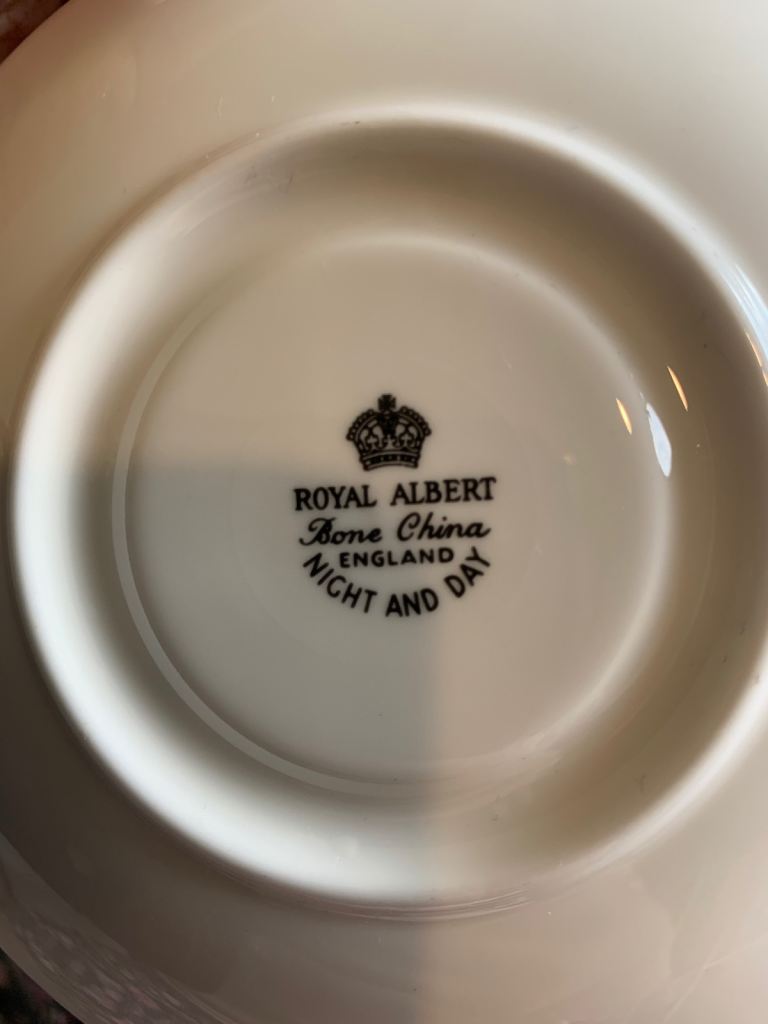 ROYAL ALBERT
Bone China
ENGLAND
NIGHT AND DAY